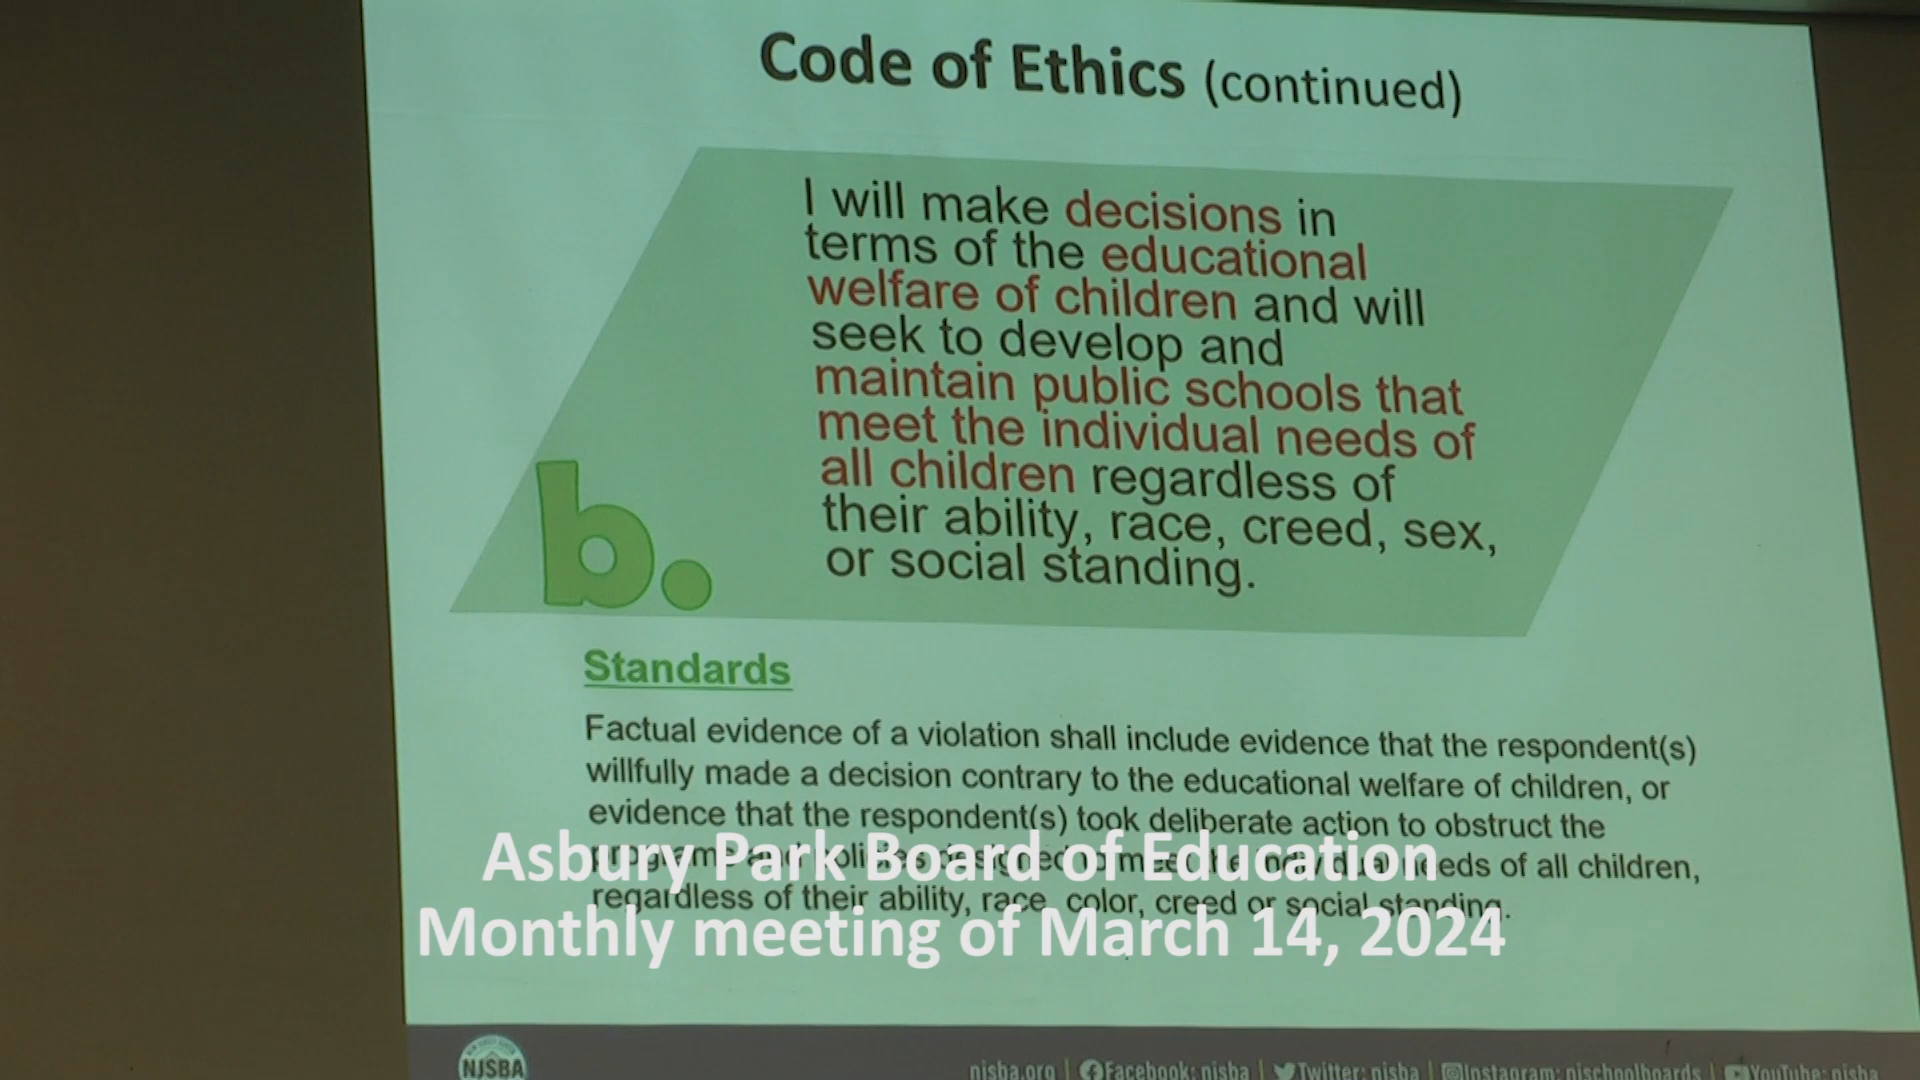 Code of Ethics (continued)
I will make decisions in
terms of the educational
welfare of children and will
seek to develop and
maintain public schools that
meet the individual needs of
all children regardless of
their ability, race, creed, sex,
or social standing.
b.
Standards
Factual evidence of a violation shall include evidence that the respondent(s)
willfully made a decision contrary to the educational welfare of children, or
evidence that the respondent(s) took deliberate action to obstruct the
programs and policies designed to meet the individual needs of all children,
regardless of their ability, race, color, creed or social standing.
Asbury Park Board of Education
Monthly meeting of March 14, 2024
NJSBA
njsba.org | Facebook: njsba | Twitter: njsba | Instagram: njschoolboards | YouTube: njsba